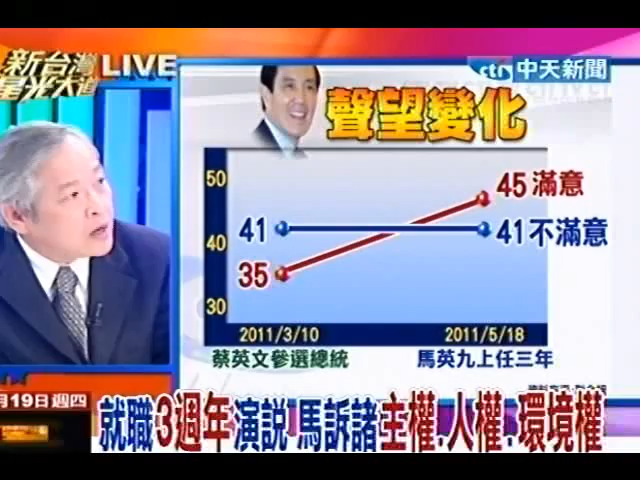 新台灣
星光大道
LIVE
ctn 中天新聞
聲望變化
50
40
30
41
35
45 滿意
41 不滿意
2011/3/10
蔡英文參選總統
2011/5/18
馬英九上任三年
月19日週四
就職3週年演說 馬訴諸主權.人權.環境權